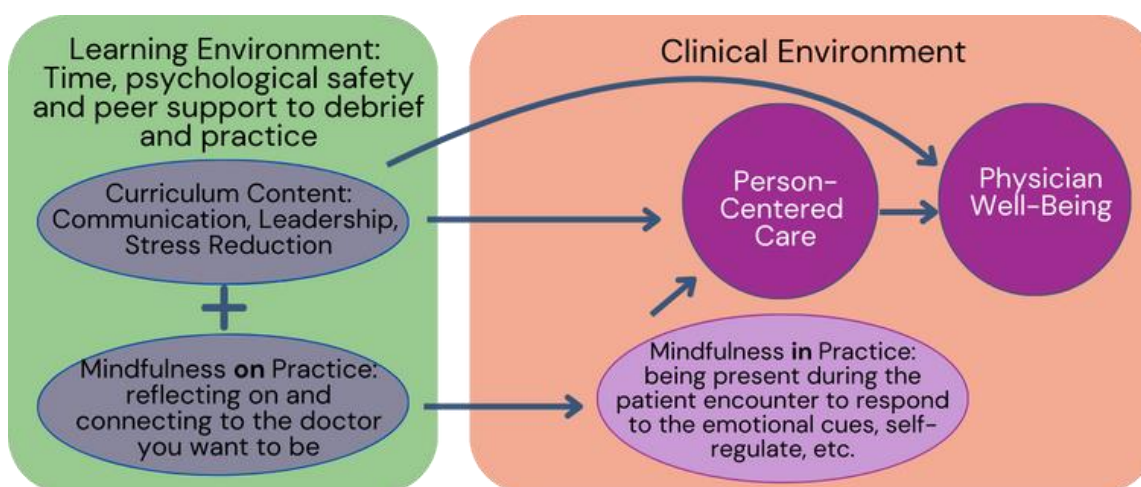 Learning Environment:
Time, psychological safety
and peer support to debrief
and practice
Curriculum Content:
Communication, Leadership,
Stress Reduction
+
Mindfulness on Practice:
reflecting on and
connecting to the doctor
you want to be
Clinical Environment
Person-
Centered
Care
Physician
Well-Being
Mindfulness in Practice:
being present during the
patient encounter to respond
to the emotional cues, self-
regulate, etc.